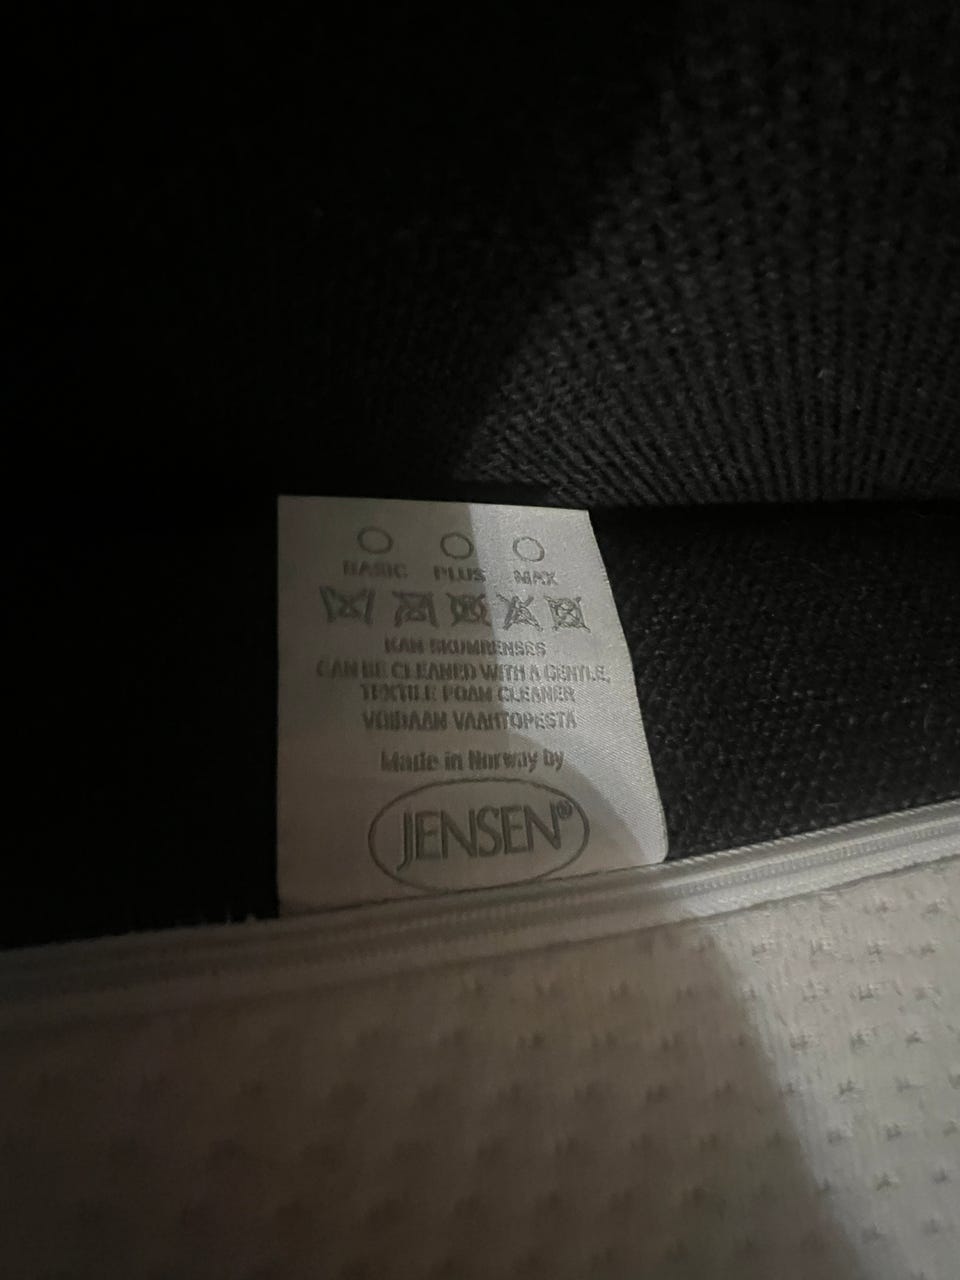 BASIC PLUS MAX
KAN SKUMRENSES
CAN BE CLEANED WITH A GENTLE,
TEXTILE FOAM CLEANER
VOIDAAN VAAHTOPESTÄ
Made in Norway by
JENSEN®